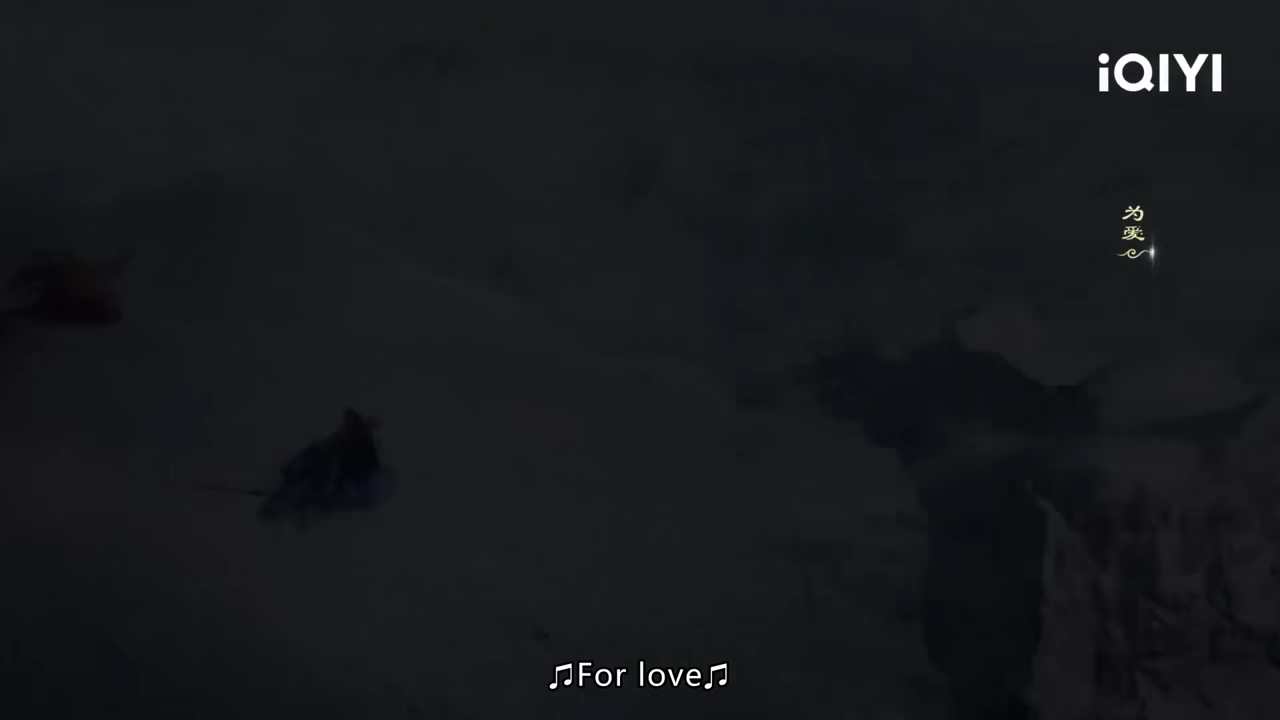 iQIYI
为
爱
♫For love♫